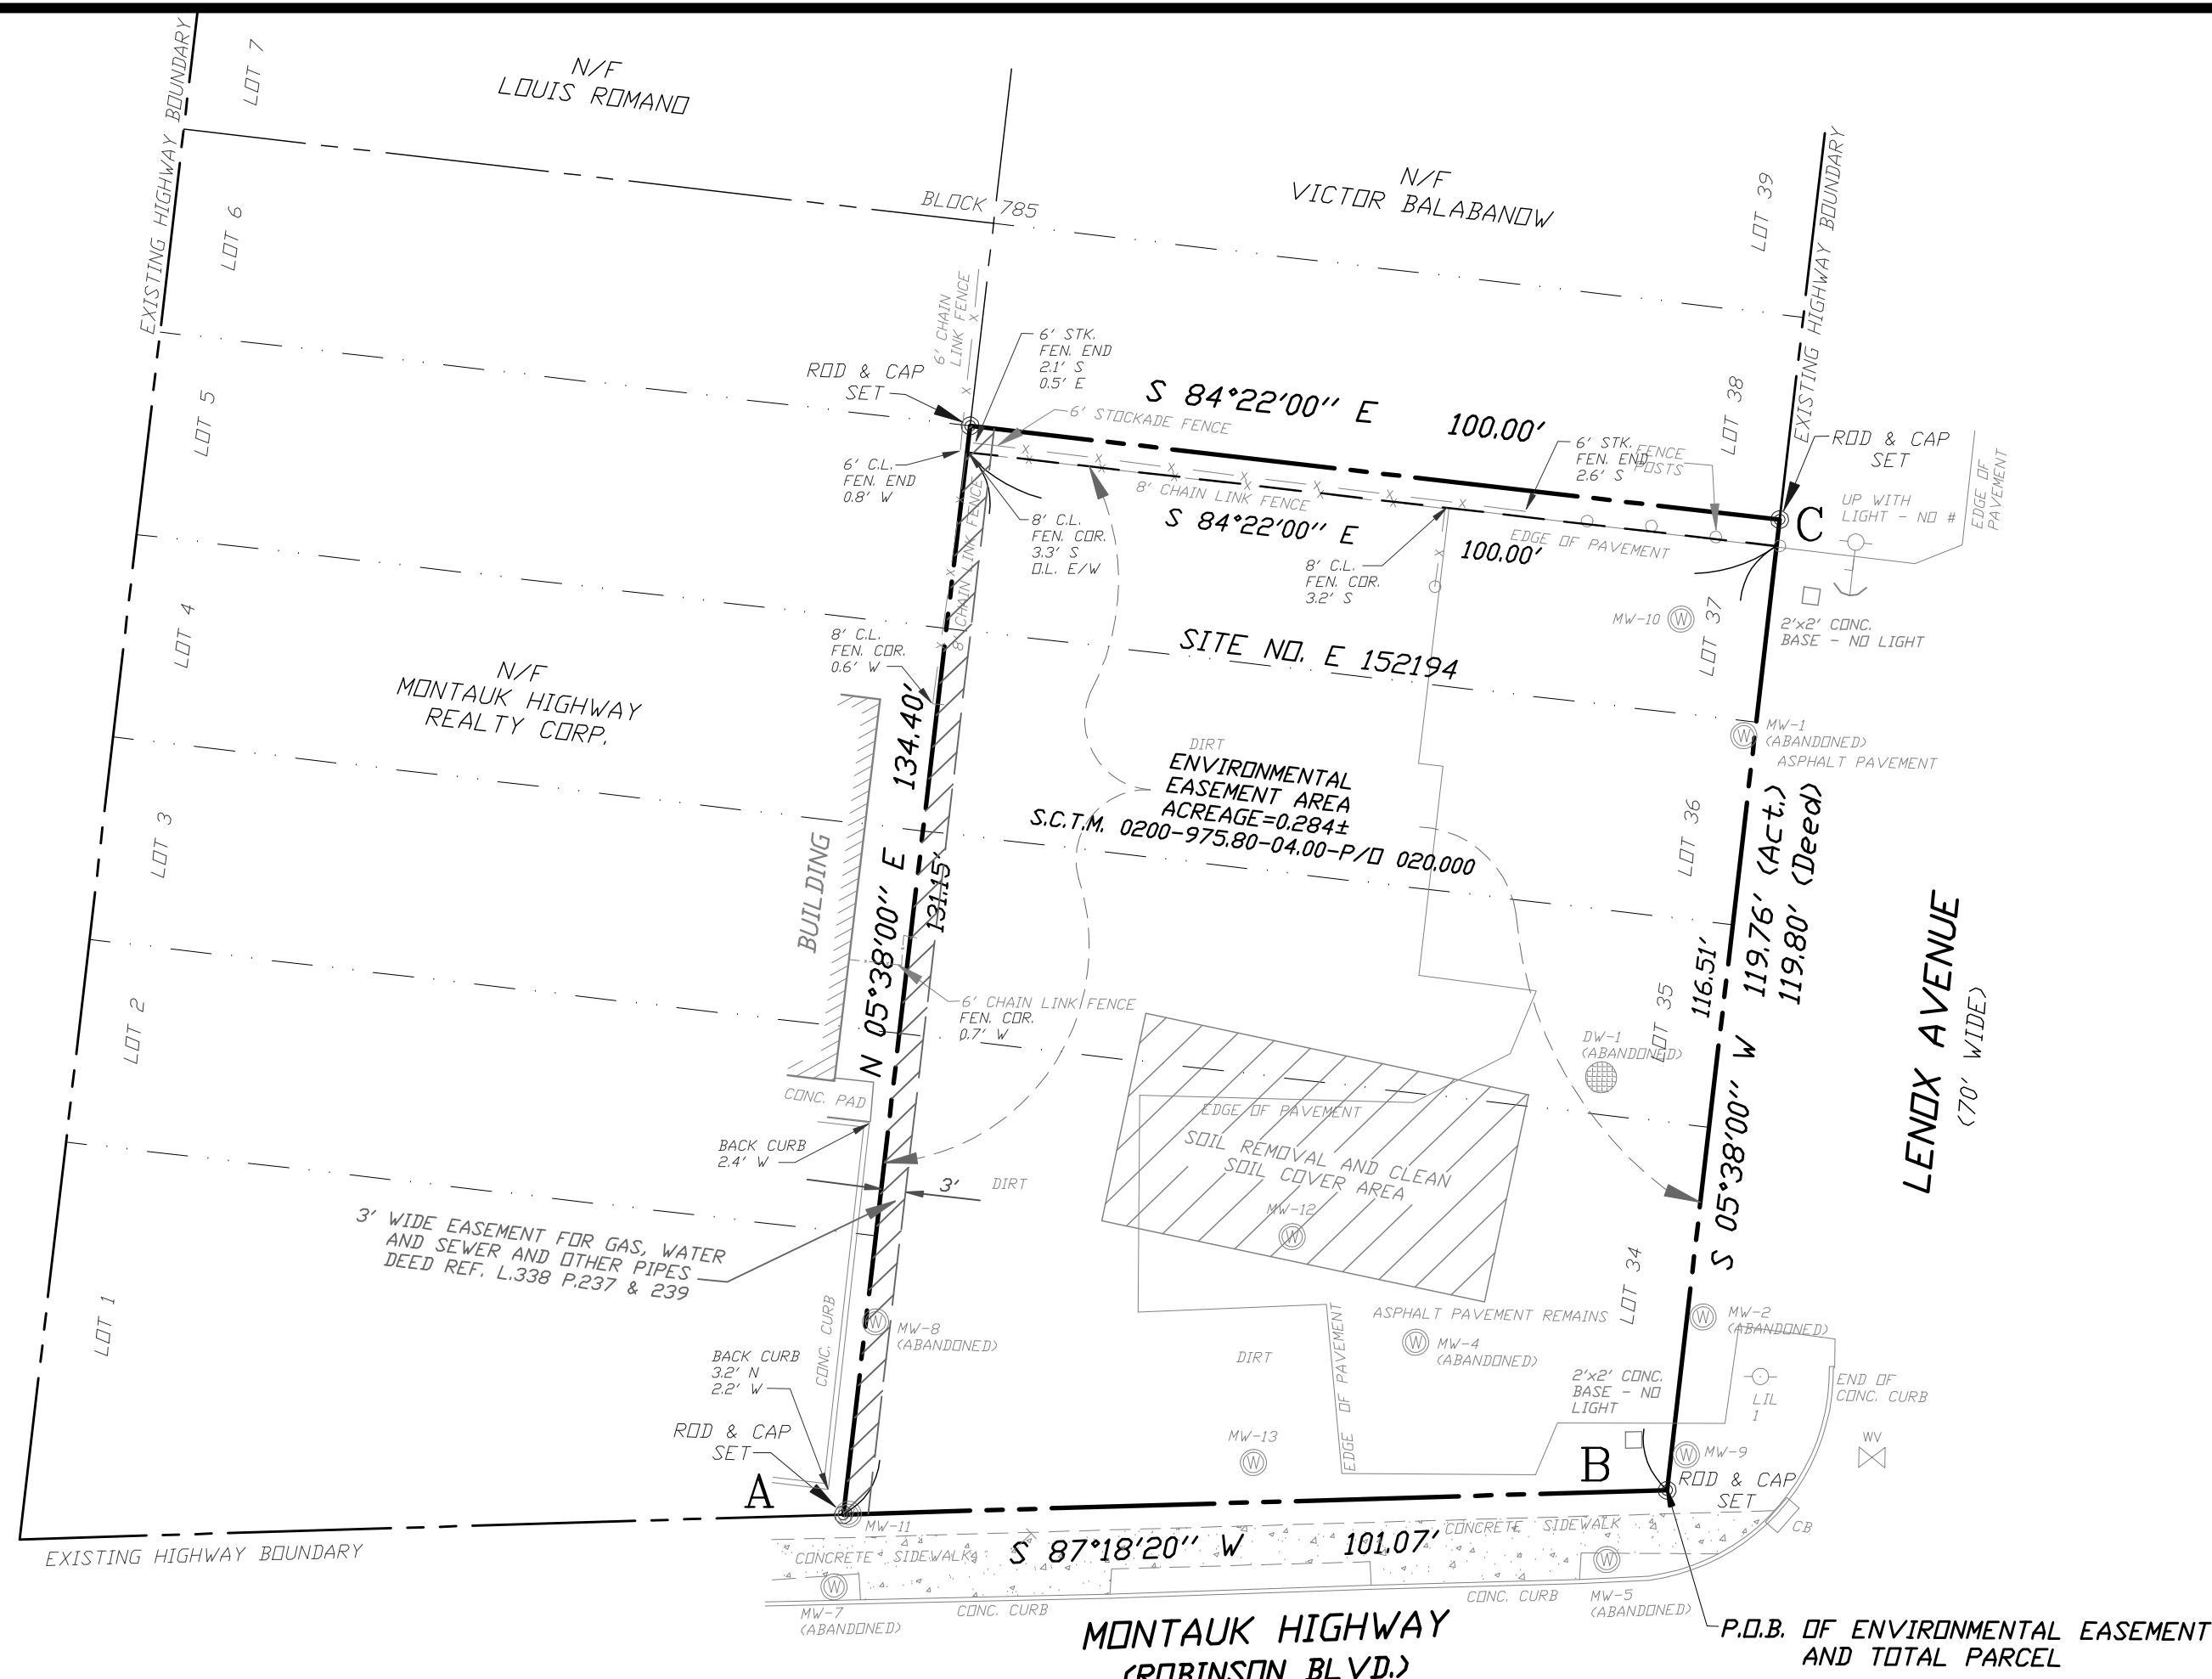 EXISTING HIGHWAY BOUNDARY
LOT 7
N/F
LOUIS ROMANO
BLOCK 785
N/F
VICTOR BALABANOW
LOT 39
EXISTING HIGHWAY BOUNDARY
LOT 6
6' CHAIN
LINK FENCE
6' STK.
FEN. END
2.1' S
0.5' E
ROD & CAP
SET
S 84°22'00" E 100.00'
6' STOCKADE FENCE
LOT 38
6' STK.
FEN. END
2.6' S
FENCE
POSTS
ROD & CAP
SET
C
UP WITH
LIGHT - NO #
EDGE OF
PAVEMENT
LOT 5
6' C.L.
FEN. END
0.8' W
8' CHAIN LINK FENCE
8' CHAIN LINK FENCE
S 84°22'00" E
100.00'
EDGE OF PAVEMENT
8' C.L.
FEN. COR.
3.3' S
O.L. E/W
8' C.L.
FEN. COR.
3.2' S
MW-10
W
LOT 37
2'x2' CONC.
BASE - NO LIGHT
LOT 4
8' C.L.
FEN. COR.
0.6' W
SITE NO. E 152194
N/F
MONTAUK HIGHWAY
REALTY CORP.
134.40'
W
MW-1
(ABANDONED)
ASPHALT PAVEMENT
DIRT
ENVIRONMENTAL
EASEMENT AREA
ACREAGE=0.284±
S.C.T.M. 0200-975.80-04.00-P/O 020.000
LOT 3
BUILDING
N 05°38'00" E
131.15'
LOT 36
119.76' (Act.)
119.80' (Deed)
116.51'
S 05°38'00" W
LENOX AVENUE
(70' WIDE)
LOT 2
6' CHAIN LINK FENCE
FEN. COR.
0.7' W
LOT 35
DW-1
(ABANDONED)
CONC. PAD
EDGE OF PAVEMENT
SOIL REMOVAL AND CLEAN
SOIL COVER AREA
MW-12
W
BACK CURB
2.4' W
3'
DIRT
3' WIDE EASEMENT FOR GAS, WATER
AND SEWER AND OTHER PIPES
DEED REF. L.338 P.237 & 239
LOT 1
LOT 34
CONC. CURB
W
MW-8
(ABANDONED)
EDGE OF PAVEMENT
ASPHALT PAVEMENT REMAINS
W
MW-4
(ABANDONED)
W
MW-2
(ABANDONED)
BACK CURB
3.2' N
2.2' W
DIRT
2'x2' CONC.
BASE - NO
LIGHT
LIL
1
END OF
CONC. CURB
ROD & CAP
SET
A
MW-13
W
B
W
MW-9
WV
ROD & CAP
SET
W
MW-11
CB
EXISTING HIGHWAY BOUNDARY
CONCRETE SIDEWALK
S 87°18'20" W 101.07'
CONCRETE SIDEWALK
W
MW-7
(ABANDONED)
CONC. CURB
CONC. CURB
W
MW-5
(ABANDONED)
MONTAUK HIGHWAY
(ROBINSON BLVD.)
P.O.B. OF ENVIRONMENTAL EASEMENT
AND TOTAL PARCEL